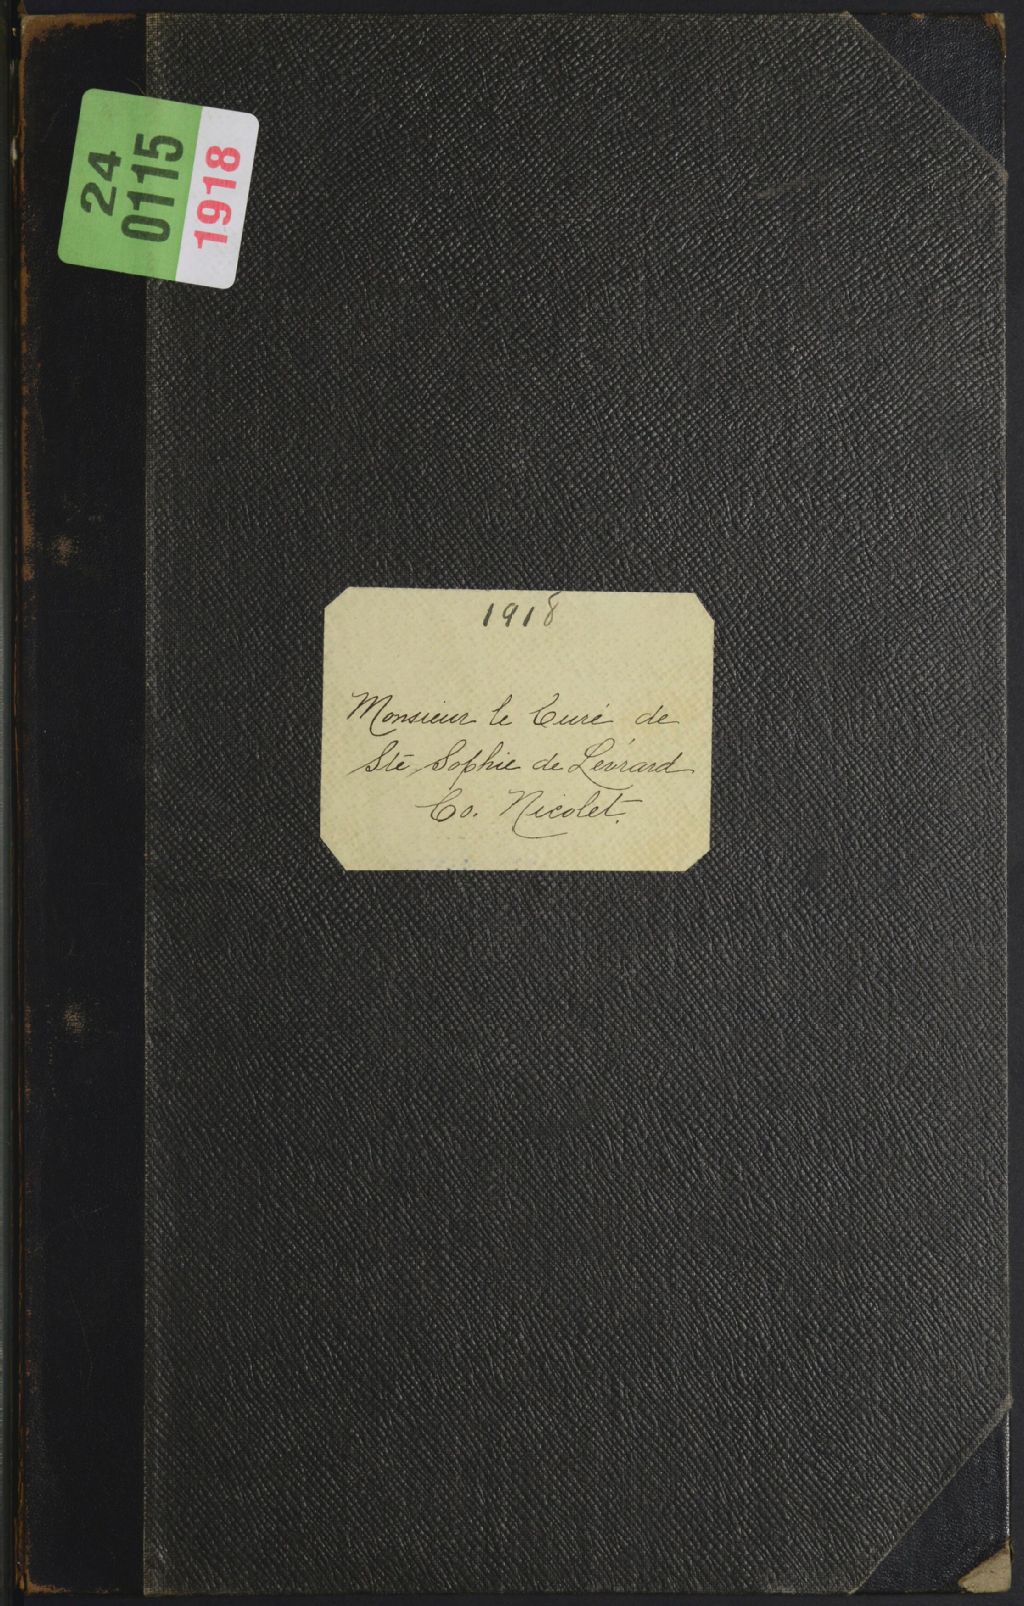 24
0115
1918
1918
Monsieur le Curé de
Ste Sophie de Lévrard
Co. Nicolet.